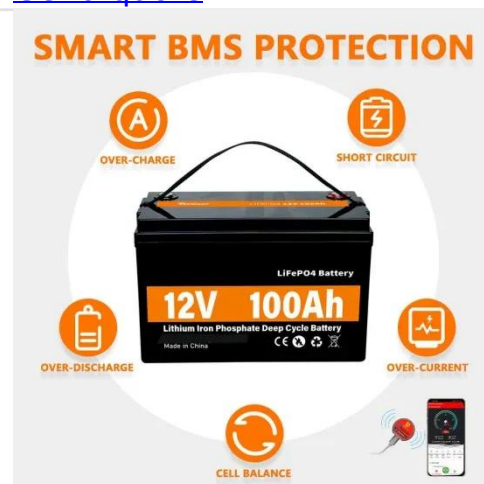 SMART BMS PROTECTION
A
OVER-CHARGE
SHORT CIRCUIT
LiFePO4 Battery
12V 100Ah
Lithium Iron Phosphate Deep Cycle Battery
Made in China
CE
OVER-DISCHARGE
OVER-CURRENT
CELL BALANCE